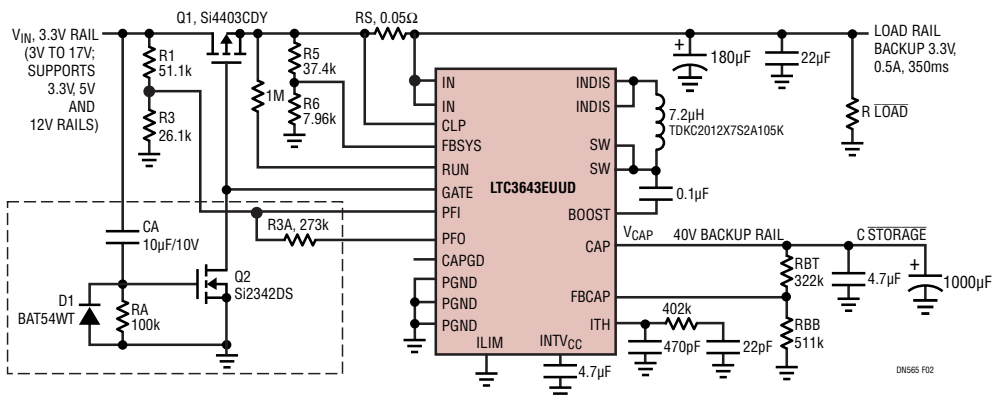 Q1, Si4403CDY
RS, 0.05Ω
VIN, 3.3V RAIL
(3V TO 17V;
SUPPORTS
3.3V, 5V
AND
12V RAILS)
R1
51.1k
R3
26.1k
1M
R5
37.4k
R6
7.96k
180µF
22µF
LOAD RAIL
BACKUP 3.3V,
0.5A, 350ms
R LOAD
IN
IN
CLP
FBSYS
RUN
GATE
PFI
PFO
CAPGD
PGND
PGND
PGND
ILIM
INTVCC
LTC3643EUUD
INDIS
INDIS
SW
SW
BOOST
CAP
FBCAP
ITH
7.2µH
TDKC2012X7S2A105K
0.1µF
VCAP
40V BACKUP RAIL
C STORAGE
RBT
322k
4.7µF
1000µF
RBB
511k
402k
470pF
22pF
4.7µF
R3A, 273k
CA
10µF/10V
Q2
Si2342DS
D1
BAT54WT
RA
100k
DN565 F02